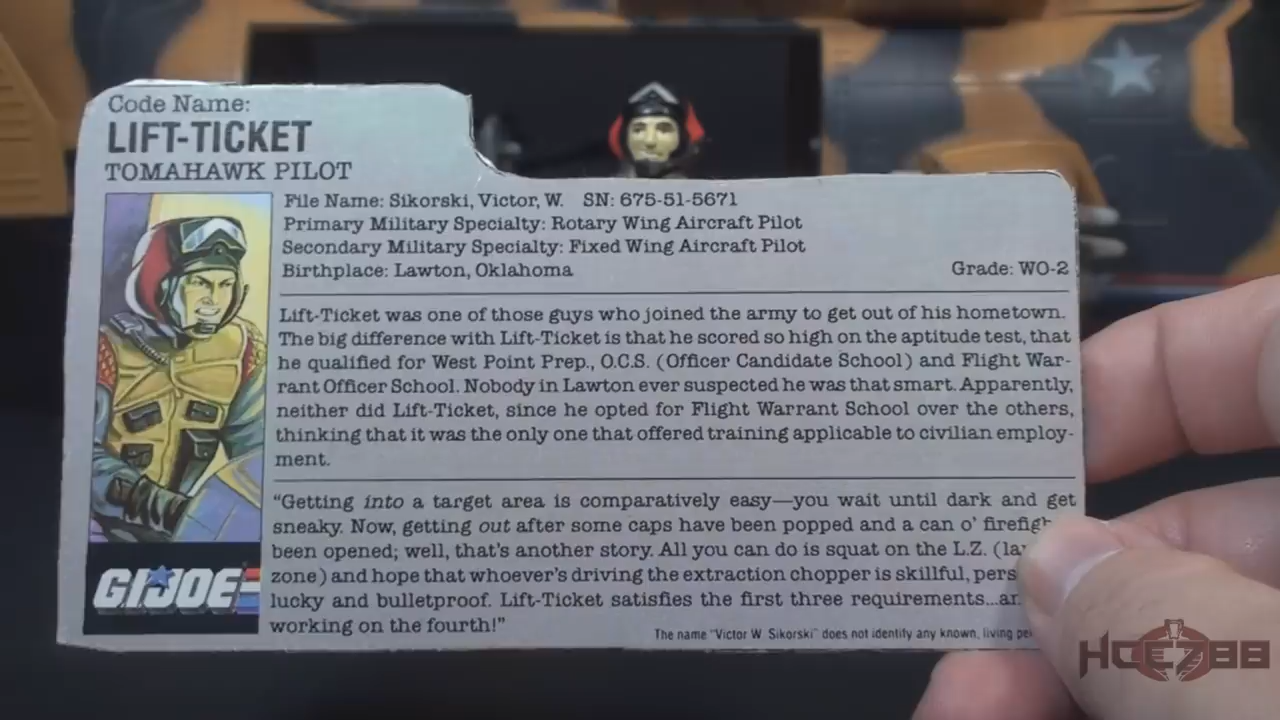 Code Name:
LIFT-TICKET
TOMAHAWK PILOT
File Name: Sikorski, Victor, W. SN: 675-51-5671
Primary Military Specialty: Rotary Wing Aircraft Pilot
Secondary Military Specialty: Fixed Wing Aircraft Pilot
Birthplace: Lawton, Oklahoma Grade: WO-2
Lift-Ticket was one of those guys who joined the army to get out of his hometown.
The big difference with Lift-Ticket is that he scored so high on the aptitude test, that
he qualified for West Point Prep., O.C.S. (Officer Candidate School) and Flight War-
rant Officer School. Nobody in Lawton ever suspected he was that smart. Apparently,
neither did Lift-Ticket, since he opted for Flight Warrant School over the others,
thinking that it was the only one that offered training applicable to civilian employ-
ment.
"Getting into a target area is comparatively easy—you wait until dark and get
sneaky. Now, getting out after some caps have been popped and a can o'
been opened; well, that's another story. All you can do is squat on the L.Z.
zone) and hope that whoever's driving the extraction chopper is skillful,
lucky and bulletproof. Lift-Ticket satisfies the first three requirements...
working on the fourth!"
The name "Victor W. Sikorski" does not identify any known, living
GI JOE
HCC788